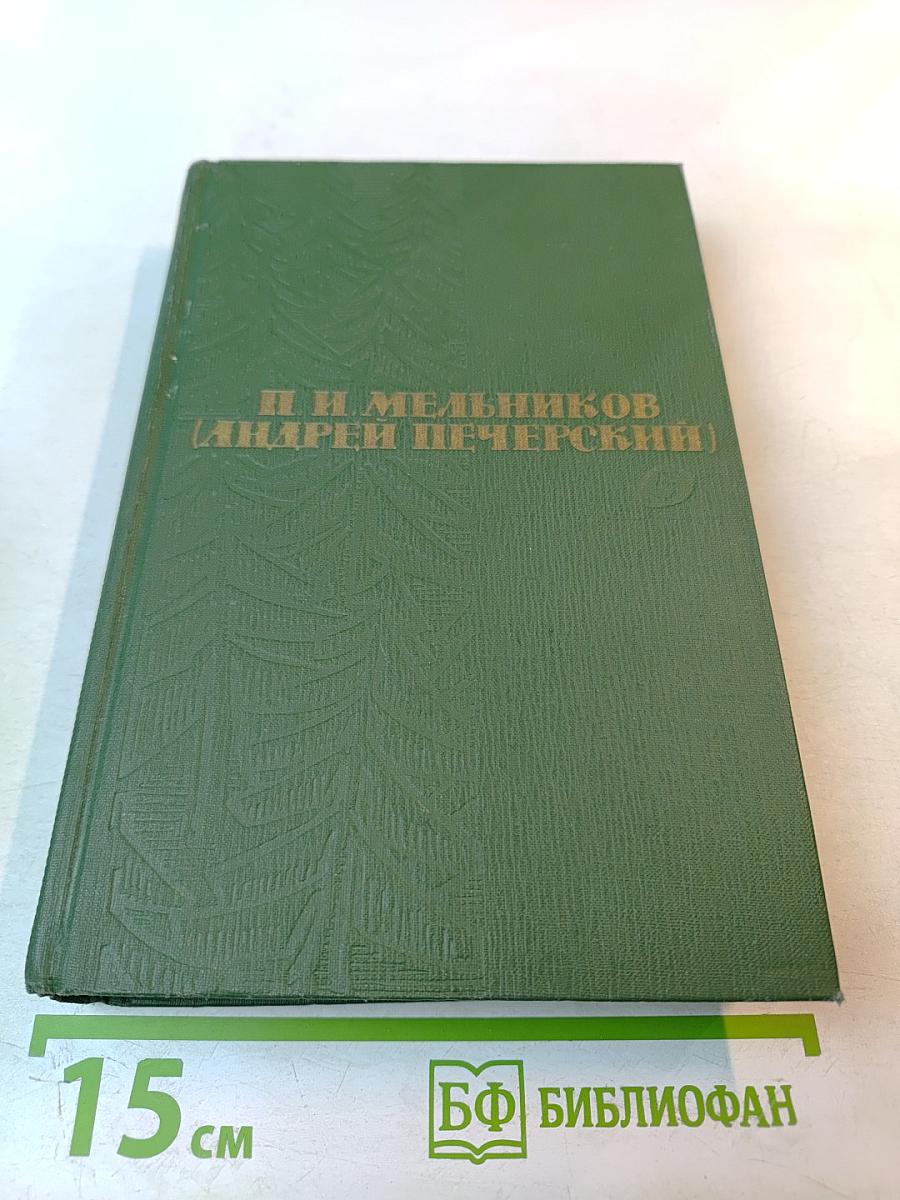 П И МЕЛЬНИКОВ
(АНДРЕЙ ПЕЧЕРСКИЙ)
15 см
БФ БИБЛИОФАН